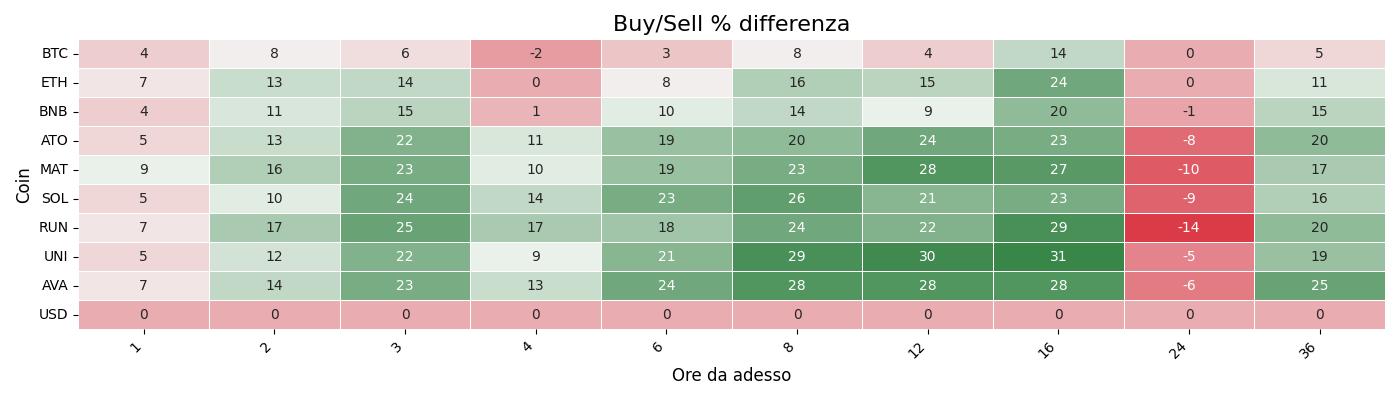 Buy/Sell % differenza
Coin
BTC 4 8 6 -2 3 8 4 14 0 5
ETH 7 13 14 0 8 16 15 24 0 11
BNB 4 11 15 1 10 14 9 20 -1 15
ATO 5 13 22 11 19 20 24 23 -8 20
MAT 9 16 23 10 19 23 28 27 -10 17
SOL 5 10 24 14 23 26 21 23 -9 16
RUN 7 17 25 17 18 24 22 29 -14 20
UNI 5 12 22 9 21 29 30 31 -5 19
AVA 7 14 23 13 24 28 28 28 -6 25
USD 0 0 0 0 0 0 0 0 0 0
1 2 3 4 6 8 12 16 24 36
Ore da adesso